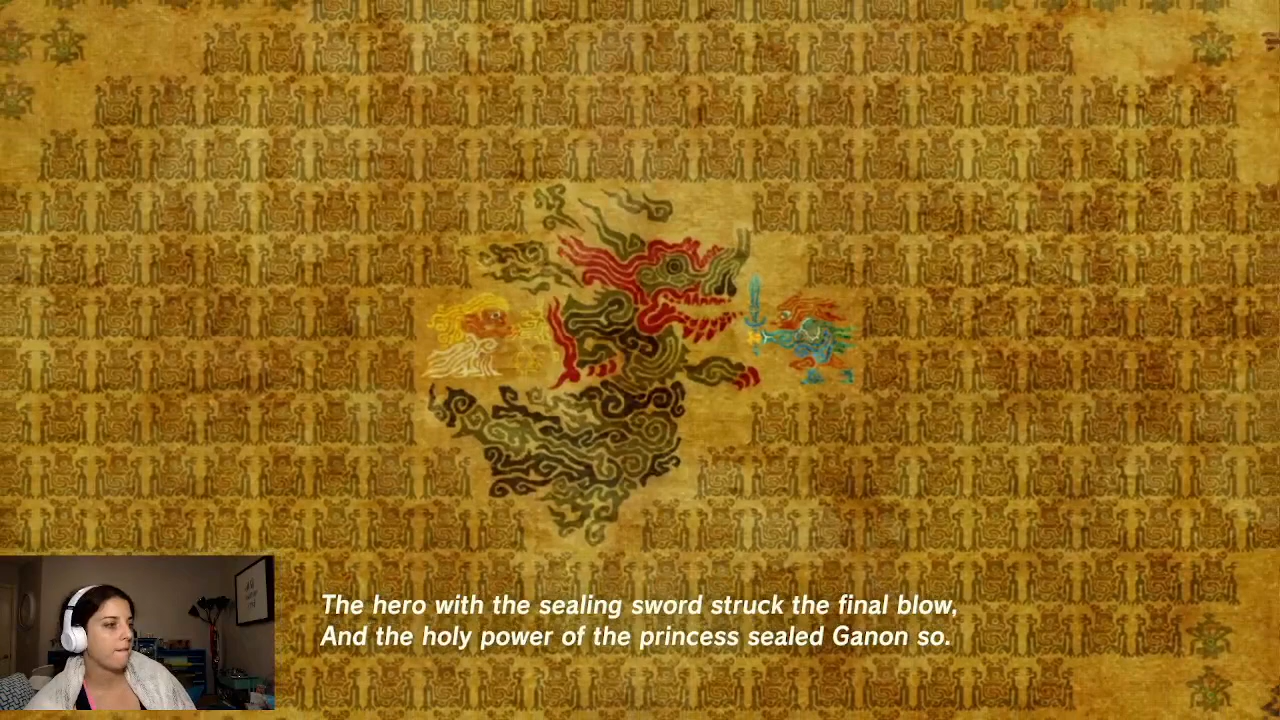 The hero with the sealing sword struck the final blow,
And the holy power of the princess sealed Ganon so.